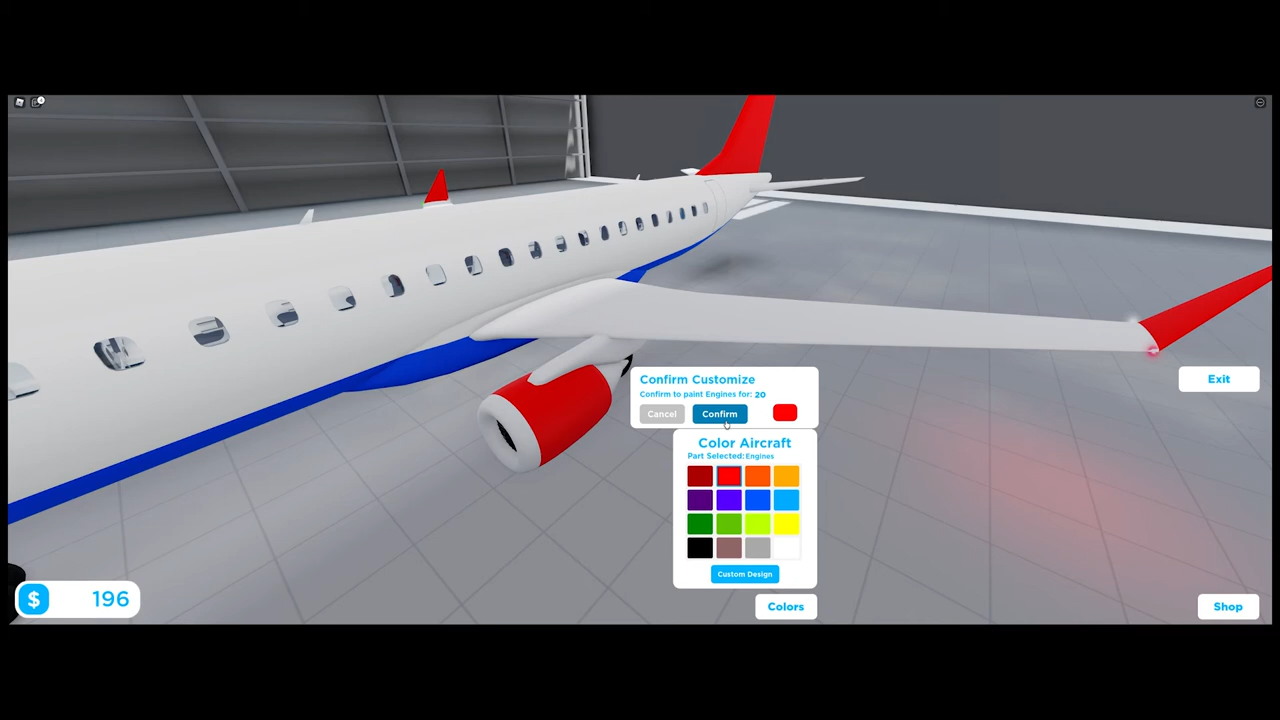 Confirm Customize
Confirm to paint Engines for: 20
Cancel
Confirm
Exit
Color Aircraft
Part Selected: Engines
Custom Design
$ 196
Colors
Shop